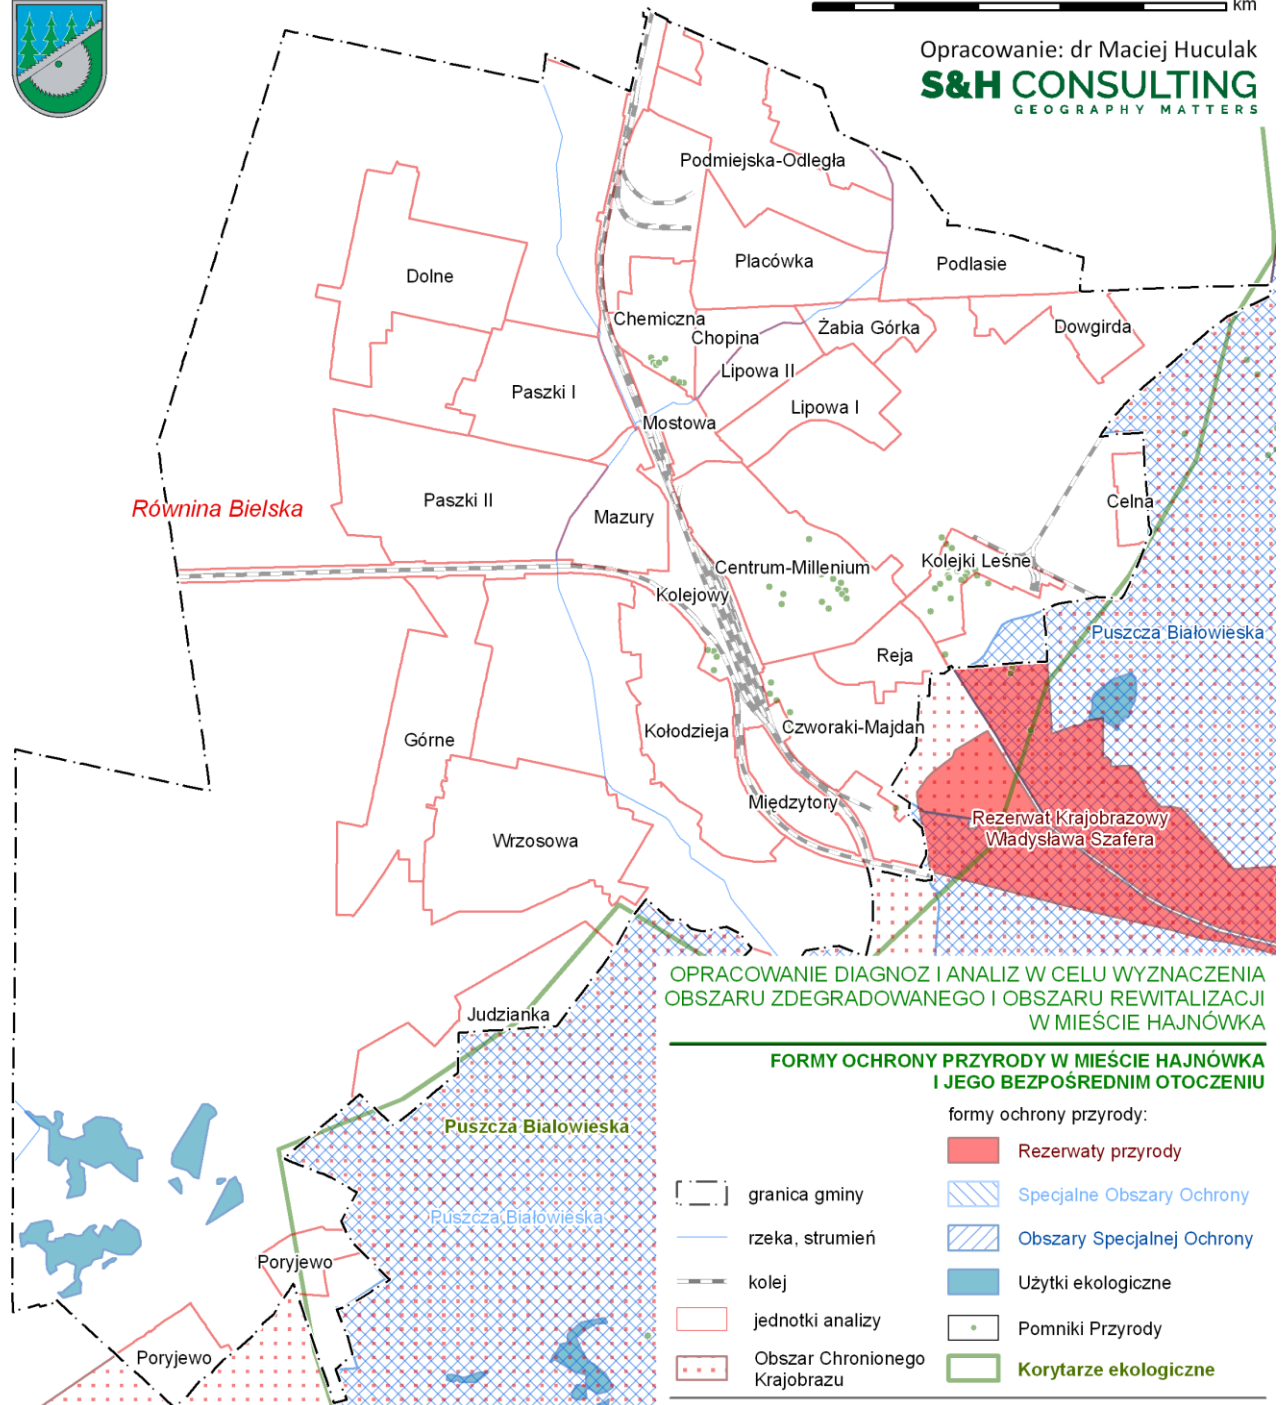 km
Opracowanie: dr Maciej Huculak
S&H CONSULTING
GEOGRAPHY MATTERS
Podmiejska-Odległa
Dolne
Placówka
Podlasie
Chemiczna
Chopina
Żabia Górka
Dowgirda
Lipowa II
Paszki I
Lipowa I
Mostowa
Paszki II
Równina Bielska
Mazury
Celna
Centrum-Millenium
Kolejki Leśne
Kolejowy
Puszcza Białowieska
Reja
Kołodzieja
Czworaki-Majdan
Górne
Międzytory
Rezerwat Krajobrazowy
Władysława Szafera
Wrzosowa
Judzianka
Puszcza Bialowieska
Puszcza Białowieska
Poryjewo
Poryjewo
OPRACOWANIE DIAGNOZ I ANALIZ W CELU WYZNACZENIA
OBSZARU ZDEGRADOWANEGO I OBSZARU REWITALIZACJI
W MIEŚCIE HAJNÓWKA
FORMY OCHRONY PRZYRODY W MIEŚCIE HAJNÓWKA
I JEGO BEZPOŚREDNIM OTOCZENIU
formy ochrony przyrody:
Rezerwaty przyrody
granica gminy
Specjalne Obszary Ochrony
rzeka, strumień
Obszary Specjalnej Ochrony
kolej
Użytki ekologiczne
jednotki analizy
Pomniki Przyrody
Obszar Chronionego
Krajobrazu
Korytarze ekologiczne